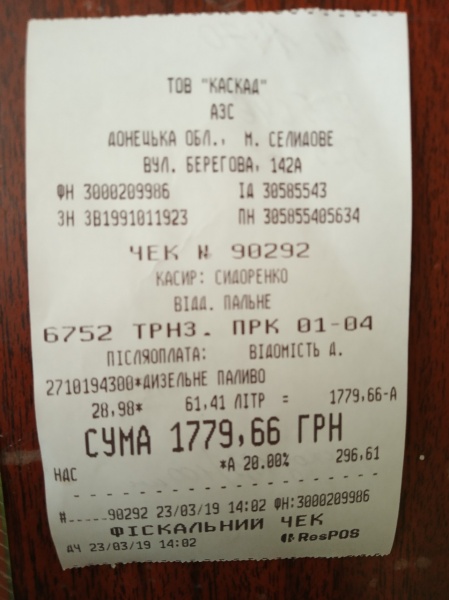 ТОВ "КАСКАД"
АЗС
ДОНЕЦЬКА ОБЛ., М. СЕЛИДОВЕ
ВУЛ. БЕРЕГОВА, 142А
ФН 3000209986 ІД 30585543
ЗН ЗВ1991011923 ПН 305855405634
ЧЕК № 90292
КАСИР: СИДОРЕНКО
ВІДД. ПАЛЬНЕ
6752 ТРНЗ. ПРК 01-04
ПІСЛЯОПЛАТА: ВІДОМІСТЬ Д.
2710194300*ДИЗЕЛЬНЕ ПАЛИВО
28,98* 61,41 ЛІТР = 1779,66-А
СУМА 1779,66 ГРН
*А 20.00% 296,61
НДС
#.....90292 23/03/19 14:02 ФН:3000209986
ФІСКАЛЬНИЙ ЧЕК
ДЧ 23/03/19 14:02 RosPOS